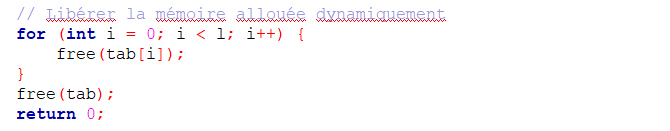 // Libérer la mémoire allouée dynamiquement
for (int i = 0; i < l; i++) {
free(tab[i]);
}
free(tab);
return 0;